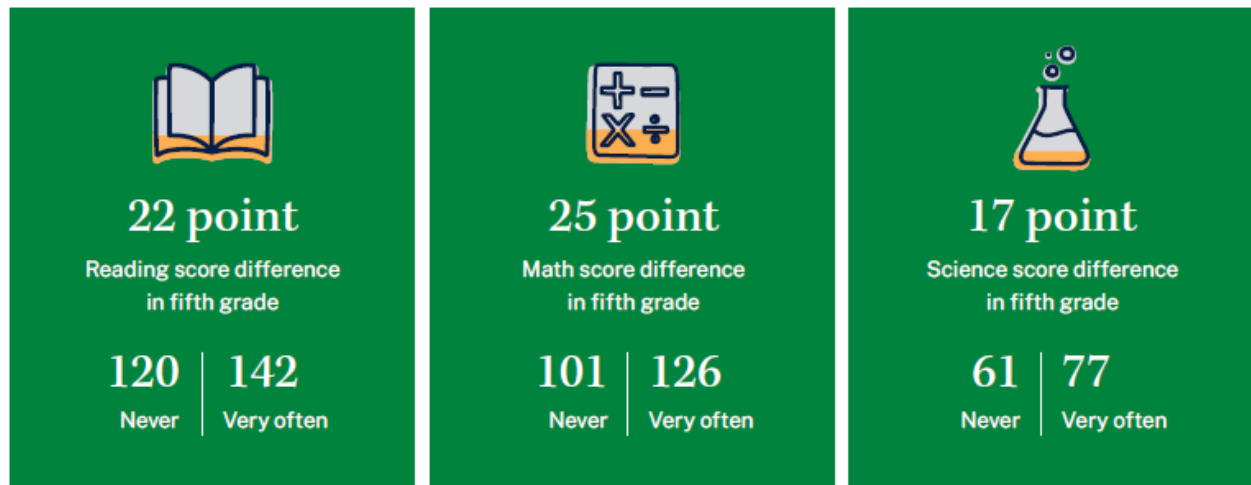 22 point
Reading score difference
in fifth grade
120 142
Never Very often
25 point
Math score difference
in fifth grade
101 126
Never Very often
17 point
Science score difference
in fifth grade
61 77
Never Very often